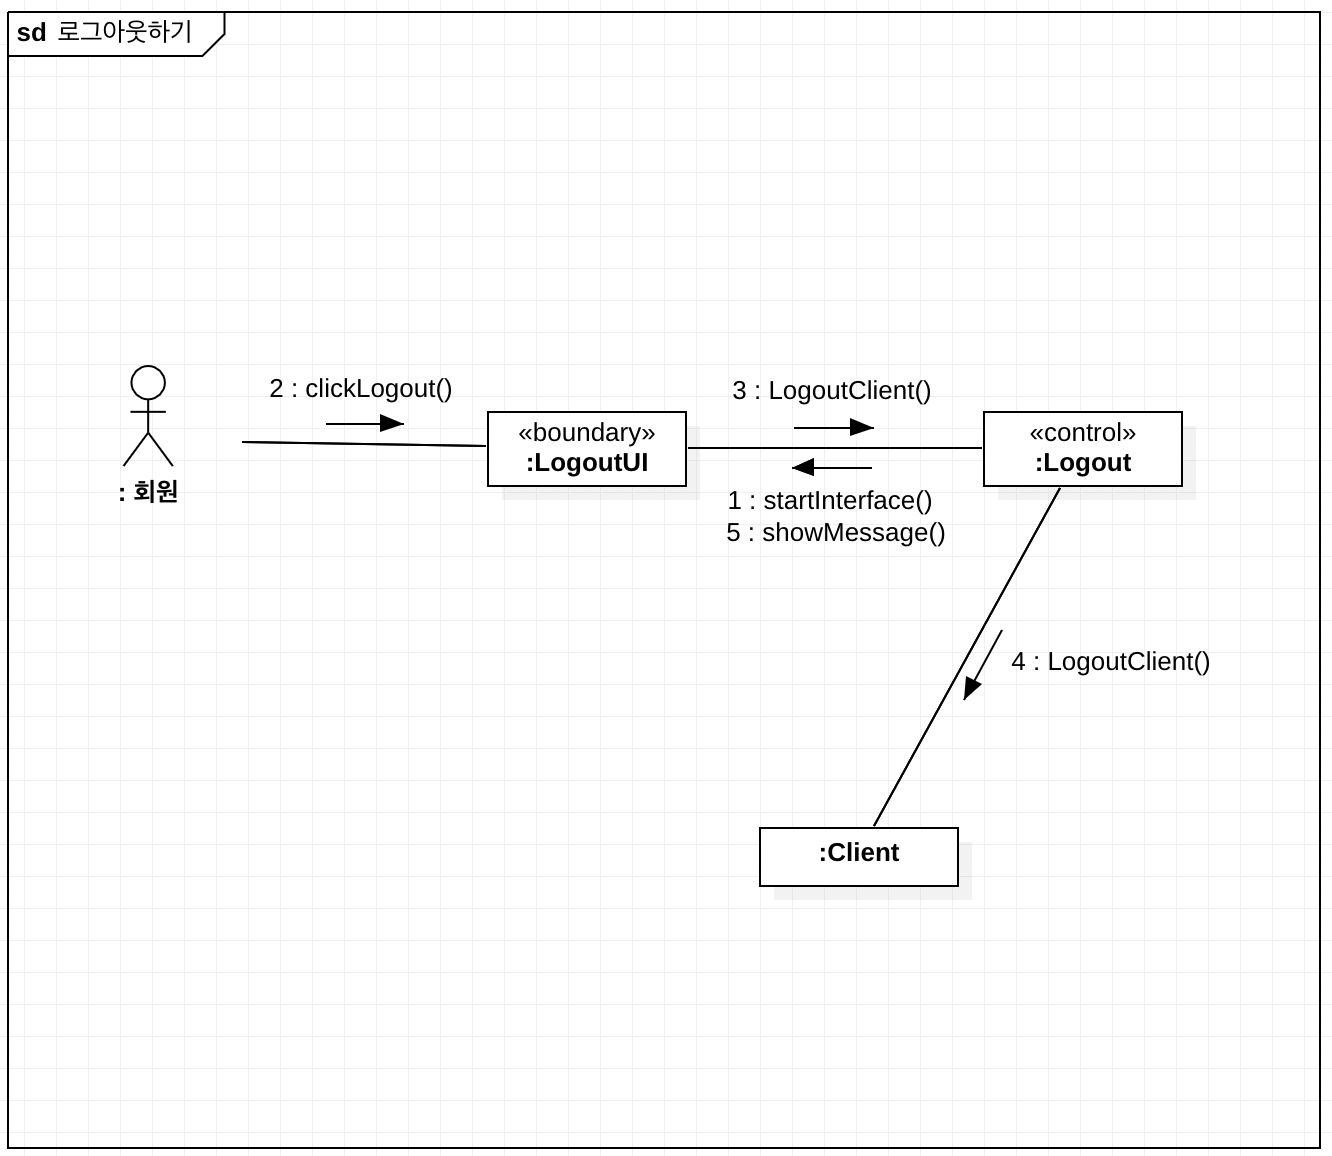 sd 로그아웃하기
2 : clickLogout()
3 : LogoutClient()
«boundary»
:LogoutUI
«control»
:Logout
: 회원
1 : startInterface()
5 : showMessage()
4 : LogoutClient()
:Client